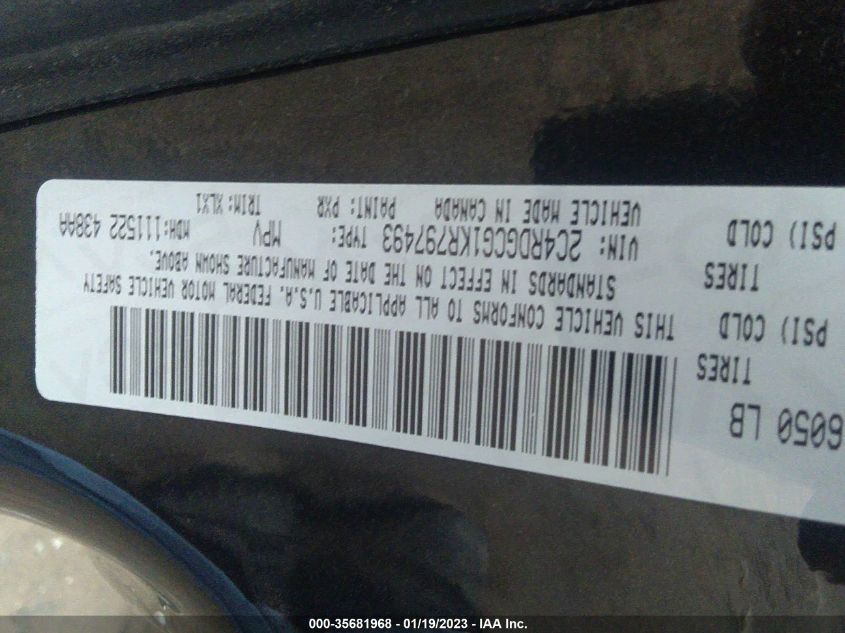 6050 LB
TIRES
PSI) COLD
TIRES
PSI) COLD
THIS VEHICLE CONFORMS TO ALL APPLICABLE U.S.A. FEDERAL MOTOR VEHICLE SAFETY
STANDARDS IN EFFECT ON THE DATE OF MANUFACTURE SHOWN ABOVE.
VIN: 2C4RDGCG1KR797493 TYPE: MPV MDH: 111522 438AA
VEHICLE MADE IN CANADA PAINT: PXR TRIM: XLX1
000-35681968 - 01/19/2023 - IAA Inc.